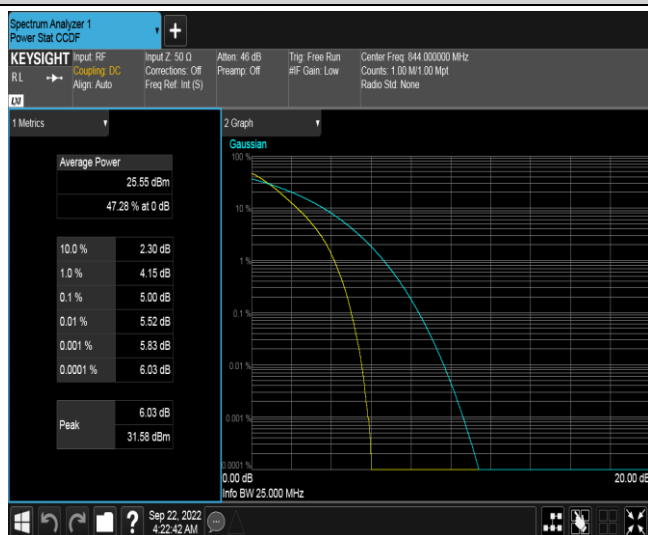 Spectrum Analyzer 1
Power Stat CCDF
+
KEYSIGHT
RL
LXI
Input: RF
Coupling: DC
Align: Auto
Input Z: 50 Ω
Corrections: Off
Freq Ref: Int (S)
Atten: 46 dB
Preamp: Off
Trig: Free Run
#IF Gain: Low
Center Freq: 844.000000 MHz
Counts: 1.00 M/1.00 Mpt
Radio Std: None
1 Metrics
Average Power
25.55 dBm
47.28 % at 0 dB
10.0 % 2.30 dB
1.0 % 4.15 dB
0.1 % 5.00 dB
0.01 % 5.52 dB
0.001 % 5.83 dB
0.0001 % 6.03 dB
Peak
6.03 dB
31.58 dBm
2 Graph
Gaussian
100 %
10 %
1 %
0.1 %
0.01 %
0.001 %
0.0001 %
0.00 dB 20.00 dB
Info BW 25.000 MHz
?
Sep 22, 2022
4:22:42 AM